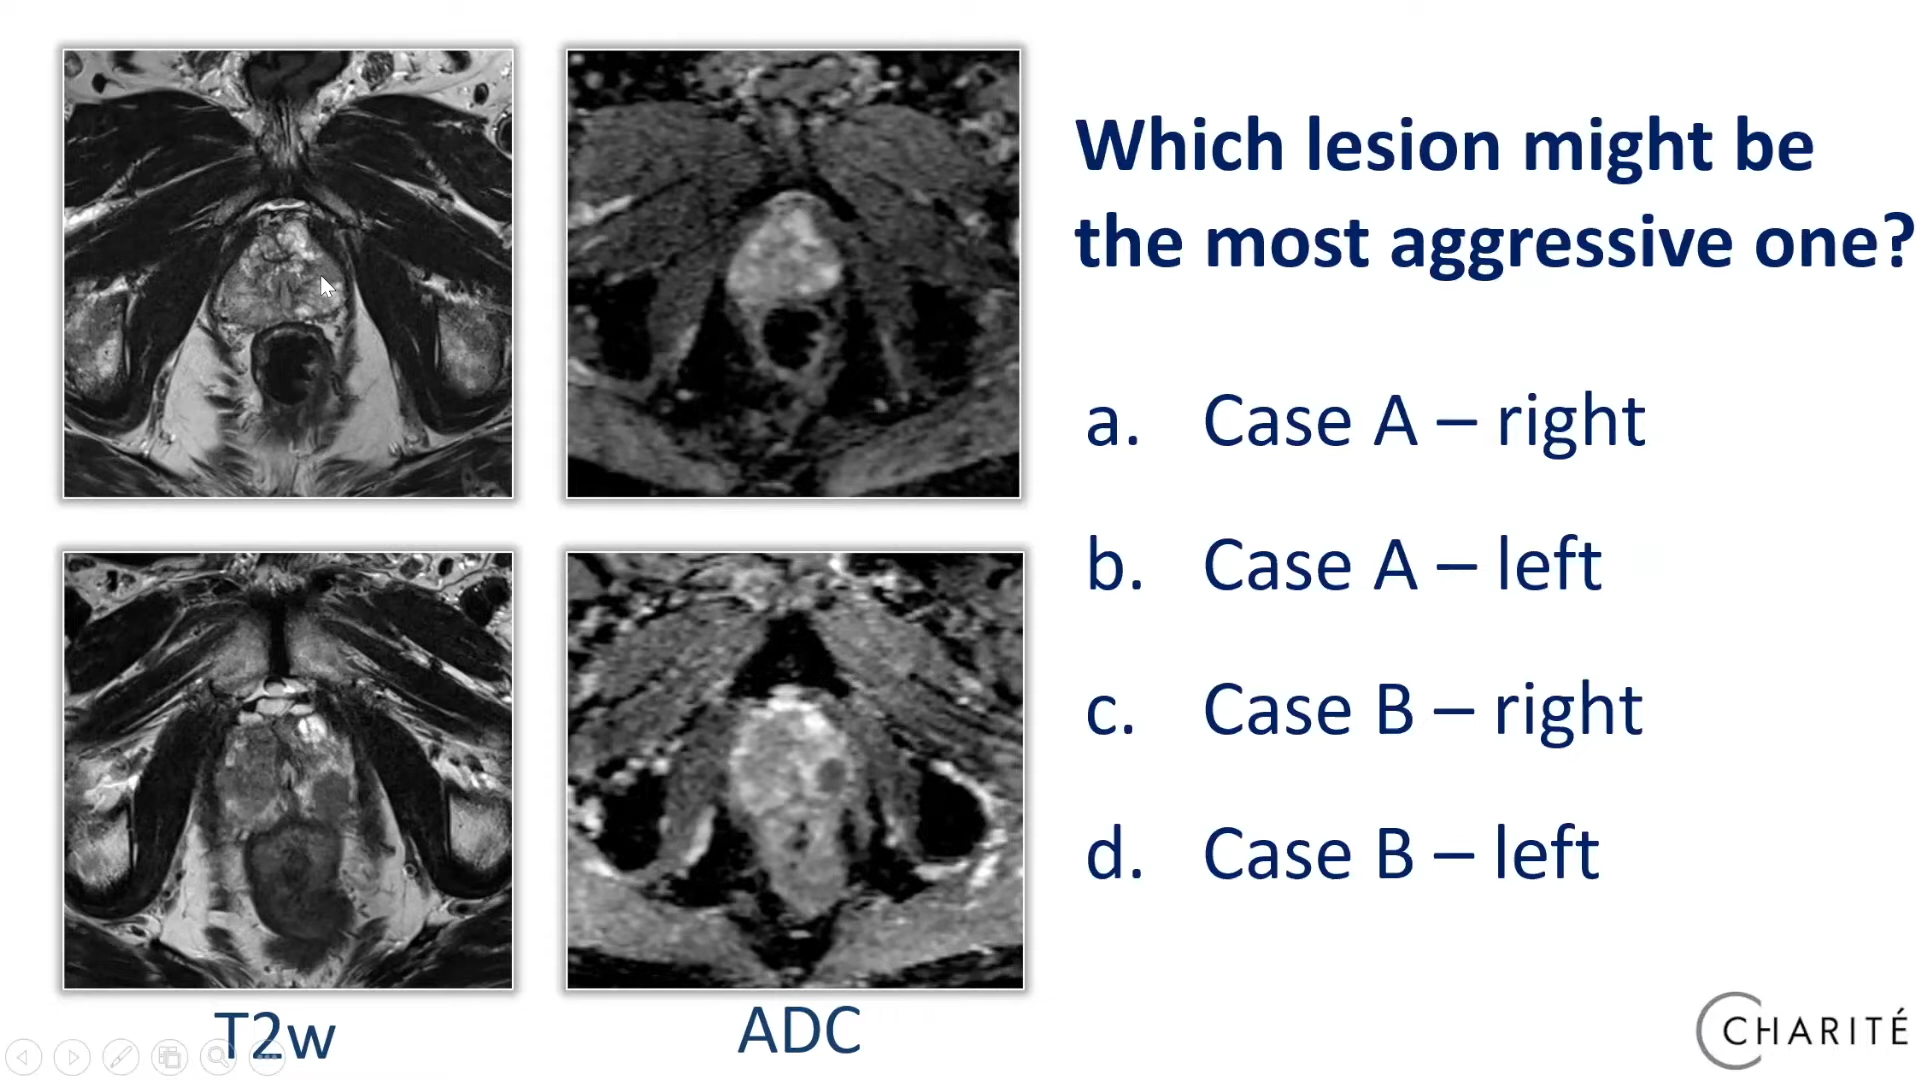 Which lesion might be
the most aggressive one?
a. Case A – right
b. Case A – left
c. Case B – right
d. Case B – left
T2w
ADC
CHARITÉ